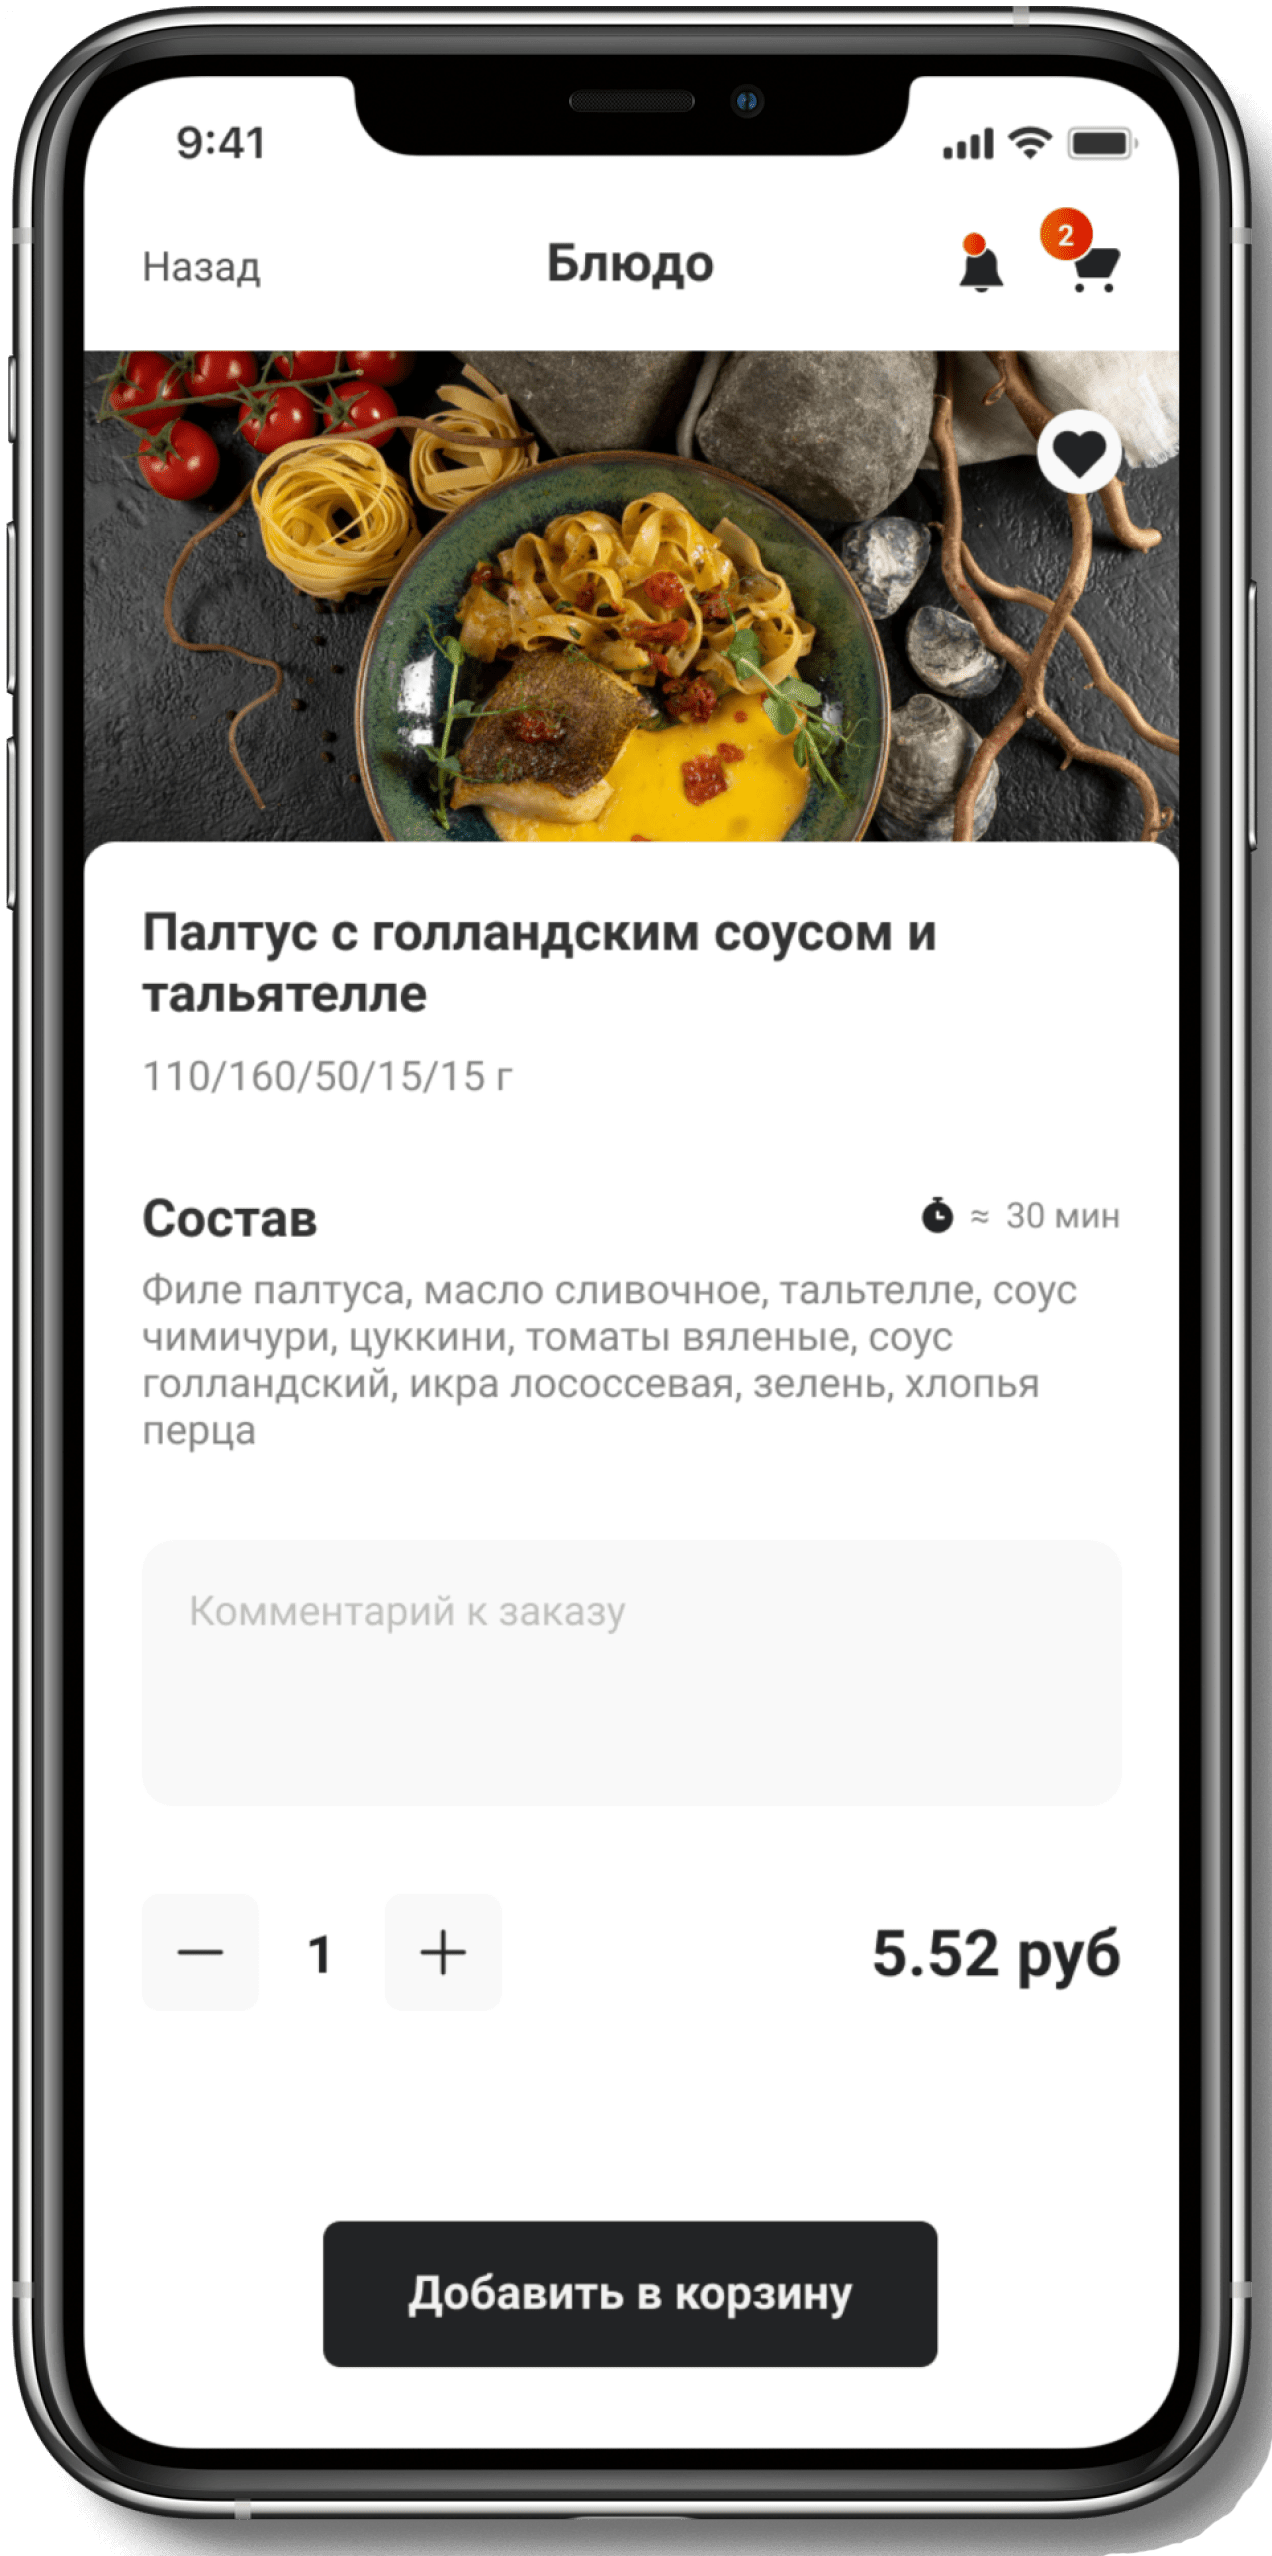 9:41
Назад
Блюдо
2
Палтус с голландским соусом и
тальятелле
110/160/50/15/15 г
Состав
≈ 30 мин
Филе палтуса, масло сливочное, тальтелле, соус
чимичури, цуккини, томаты вяленые, соус
голландский, икра лососсевая, зелень, хлопья
перца
Комментарий к заказу
— 1 +
5.52 руб
Добавить в корзину